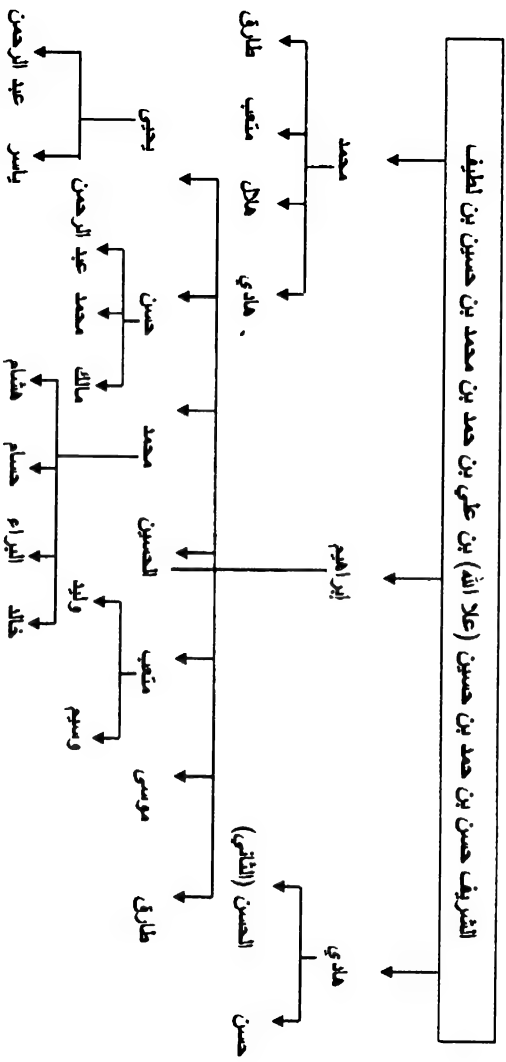 الشريف حسن بن حمد بن حسين (علا الله) بن علي بن حمد بن محمد بن حسين بن لطيف
هادي ابراهيم محمد
حسن الحسن (الثاني) هادي . هلال متعب طارق
طارق موسى متعب الحسين محمد حسن يحيى
وسيم وليد مالك محمد عبد الرحمن
خالد البراء حسام هشام ياسر عبد الرحمن